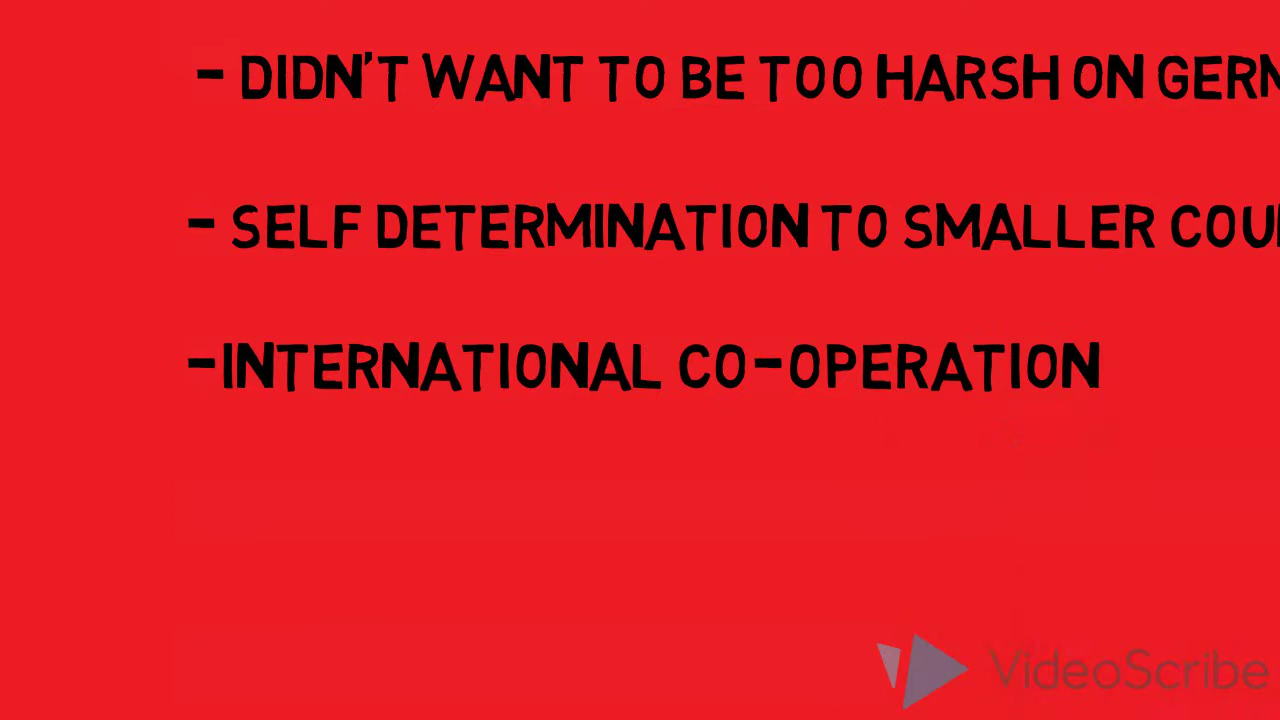 - DIDN'T WANT TO BE TOO HARSH ON
- SELF DETERMINATION TO SMALLER
-INTERNATIONAL CO-OPERATION
VideoScribe